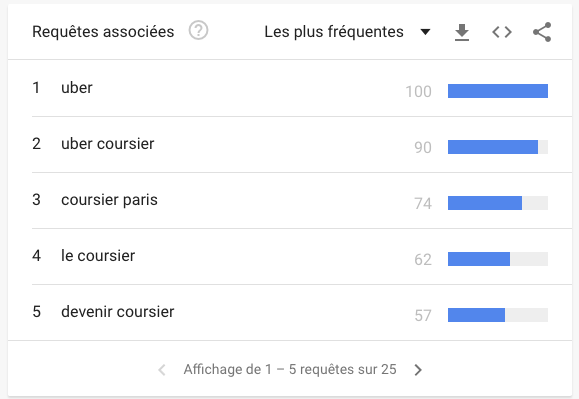 Requêtes associées ? Les plus fréquentes
1 uber 100
2 uber coursier 90
3 coursier paris 74
4 le coursier 62
5 devenir coursier 57
Affichage de 1 – 5 requêtes sur 25